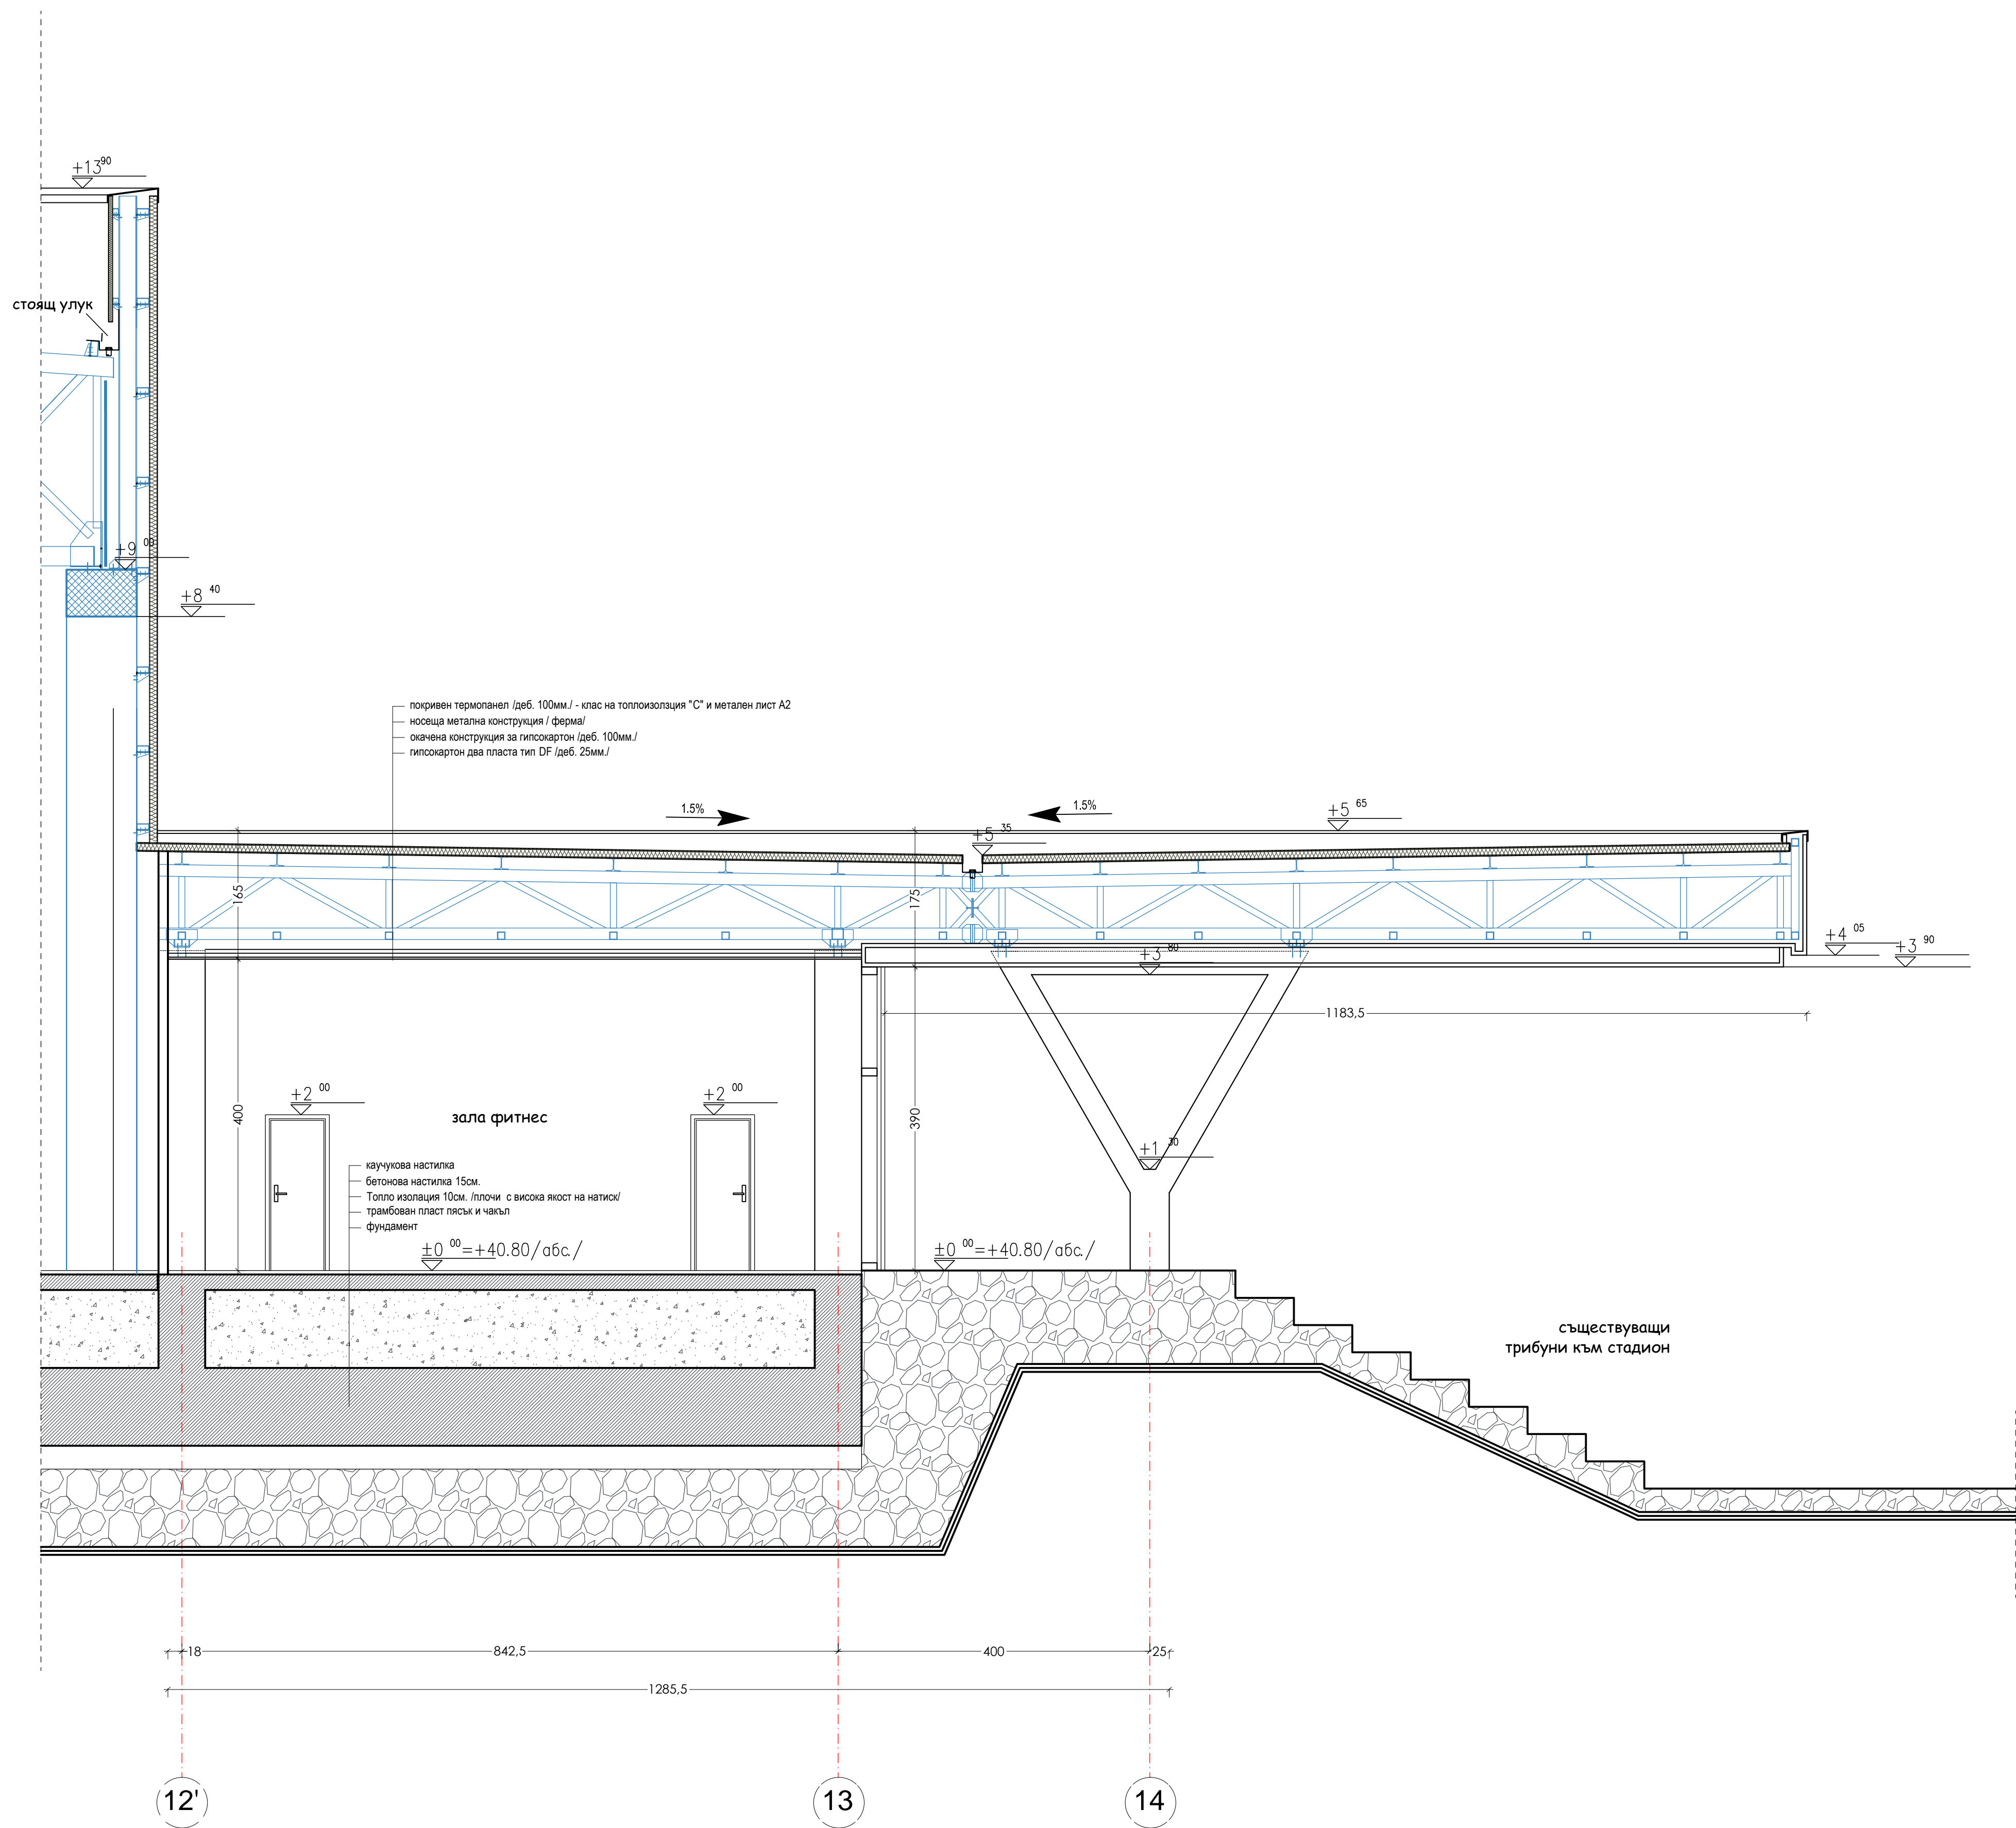 +13 90
стоящ улук
+9 00
+8 40
покривен термопанел /деб. 100мм./ - клас на топлоизолзция "С" и метален лист А2
носеща метална конструкция / ферма/
окачена конструкция за гипсокартон /деб. 100мм./
гипсокартон два пласта тип DF /деб. 25мм./
1.5%
1.5%
+5 65
+5 35
165
175
+4 05
+3 90
+3 80
1183,5
+2 00
+2 00
400
зала фитнес
390
+1 30
каучукова настилка
бетонова настилка 15см.
Топло изолация 10см. /плочи с висока якост на натиск/
трамбован пласт пясък и чакъл
фундамент
±0 00=+40.80/абс./
±0 00=+40.80/абс./
съществуващи
трибуни към стадион
18
842,5
400
25
1285,5
12'
13
14